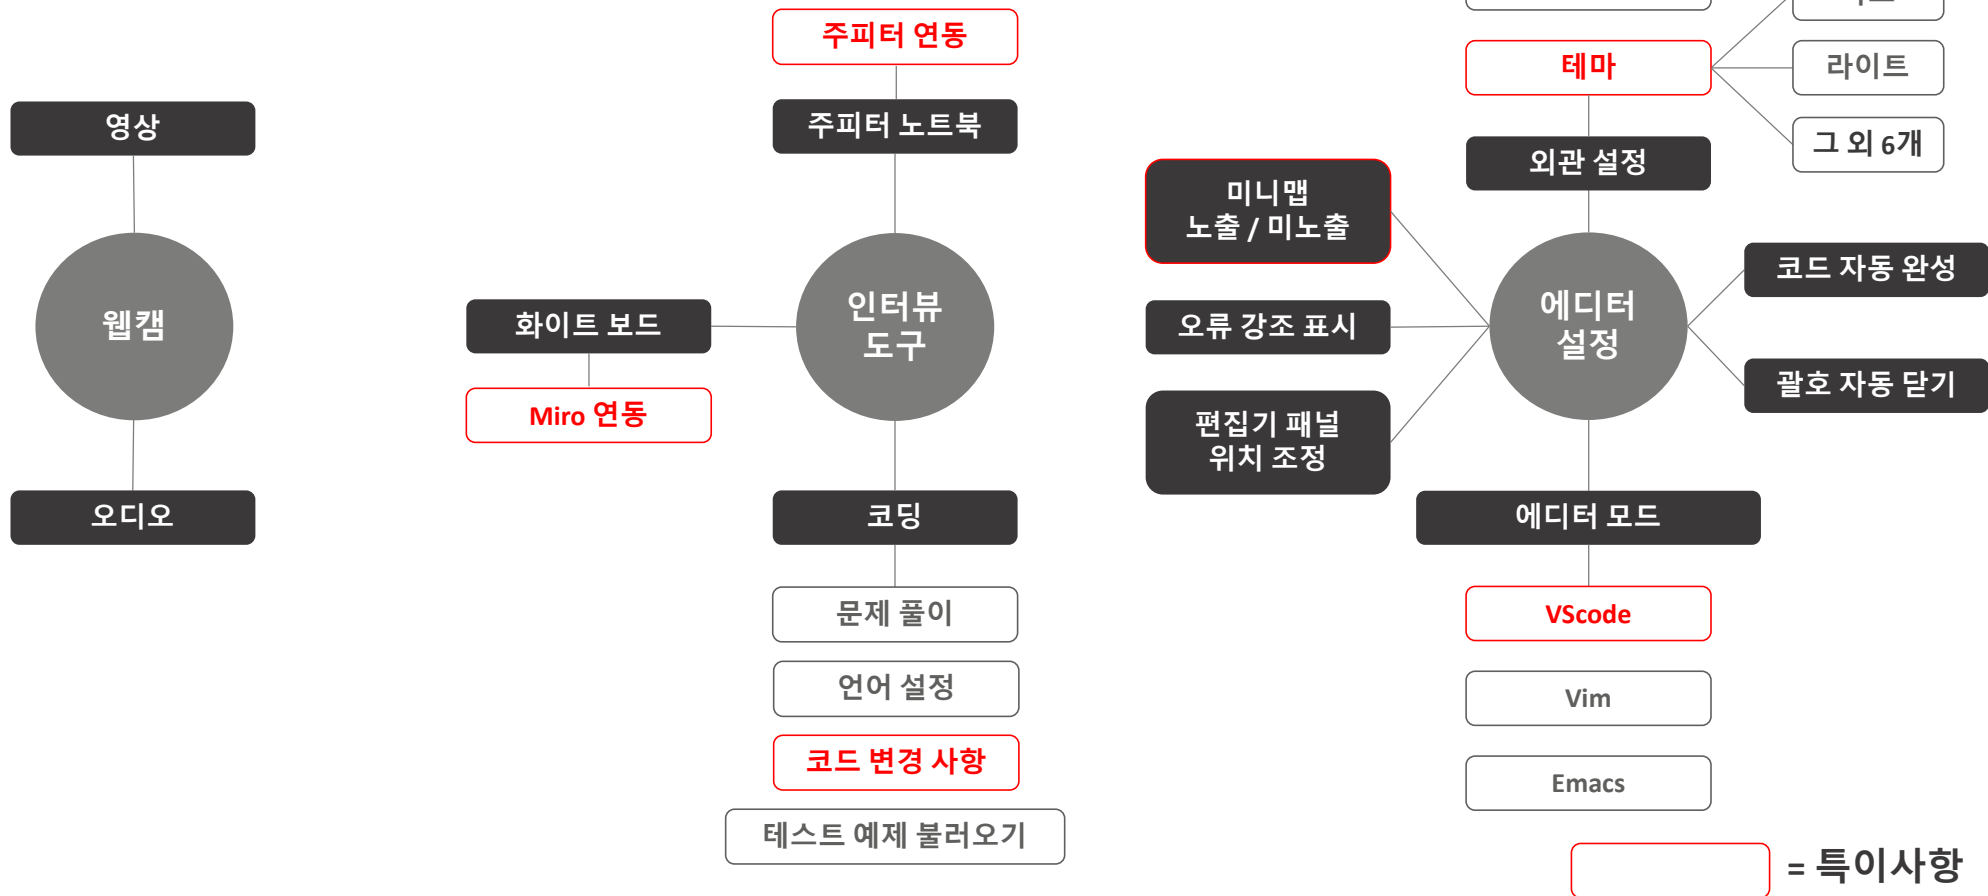 영상
웹캠
오디오
주피터 연동
주피터 노트북
인터뷰
도구
화이트 보드
Miro 연동
코딩
문제 풀이
언어 설정
코드 변경 사항
테스트 예제 불러오기
테마
라이트
그 외 6개
외관 설정
미니맵
노출 / 미노출
오류 강조 표시
편집기 패널
위치 조정
에디터
설정
코드 자동 완성
괄호 자동 닫기
에디터 모드
VScode
Vim
Emacs
= 특이사항